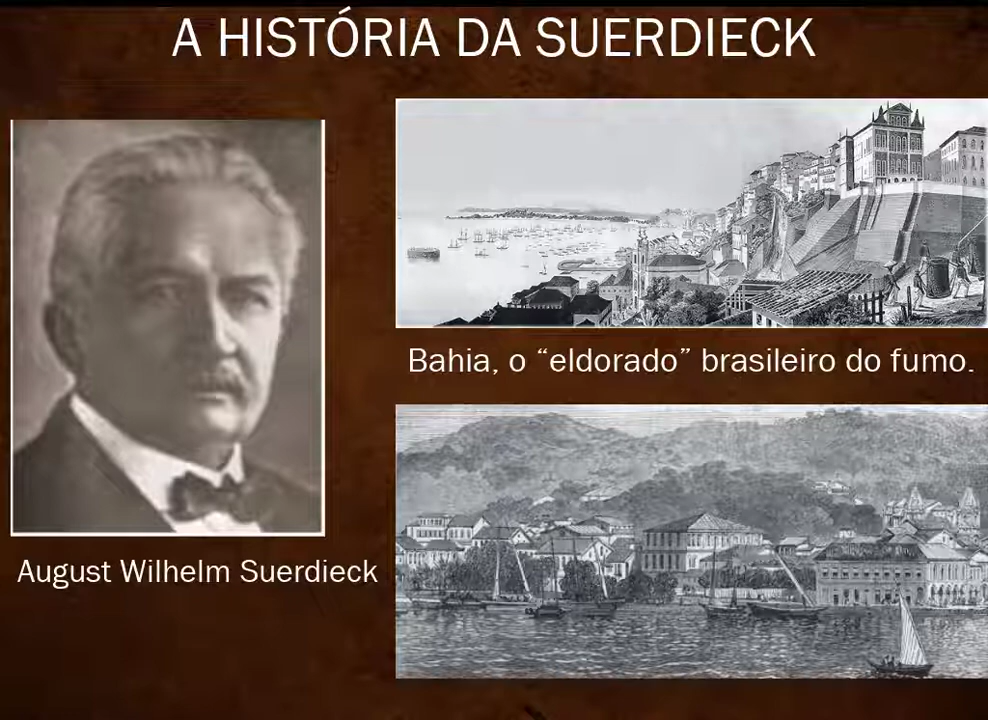 A HISTÓRIA DA SUERDIECK
Bahia, o “eldorado” brasileiro do fumo.
August Wilhelm Suerdieck